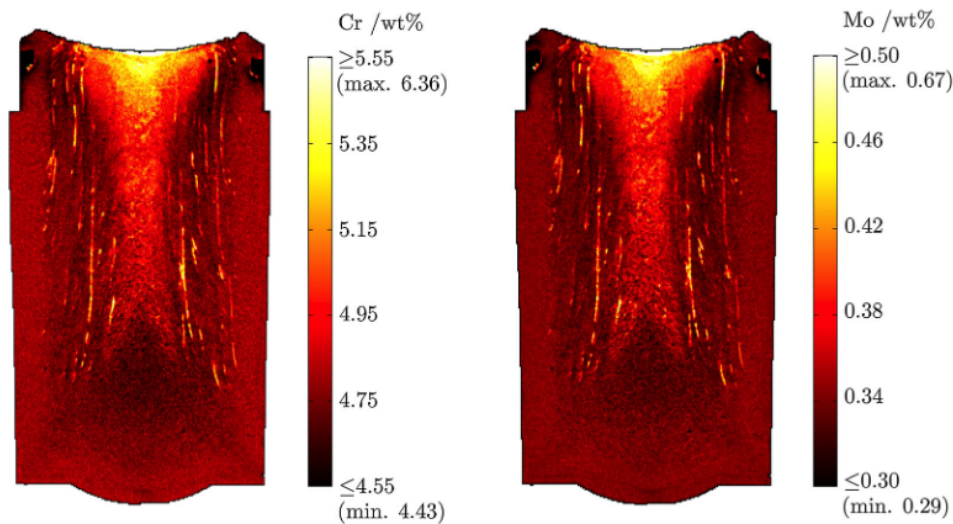 Cr /wt%
≥5.55
(max. 6.36)
5.35
5.15
4.95
4.75
≤4.55
(min. 4.43)
Mo /wt%
≥0.50
(max. 0.67)
0.46
0.42
0.38
0.34
≤0.30
(min. 0.29)